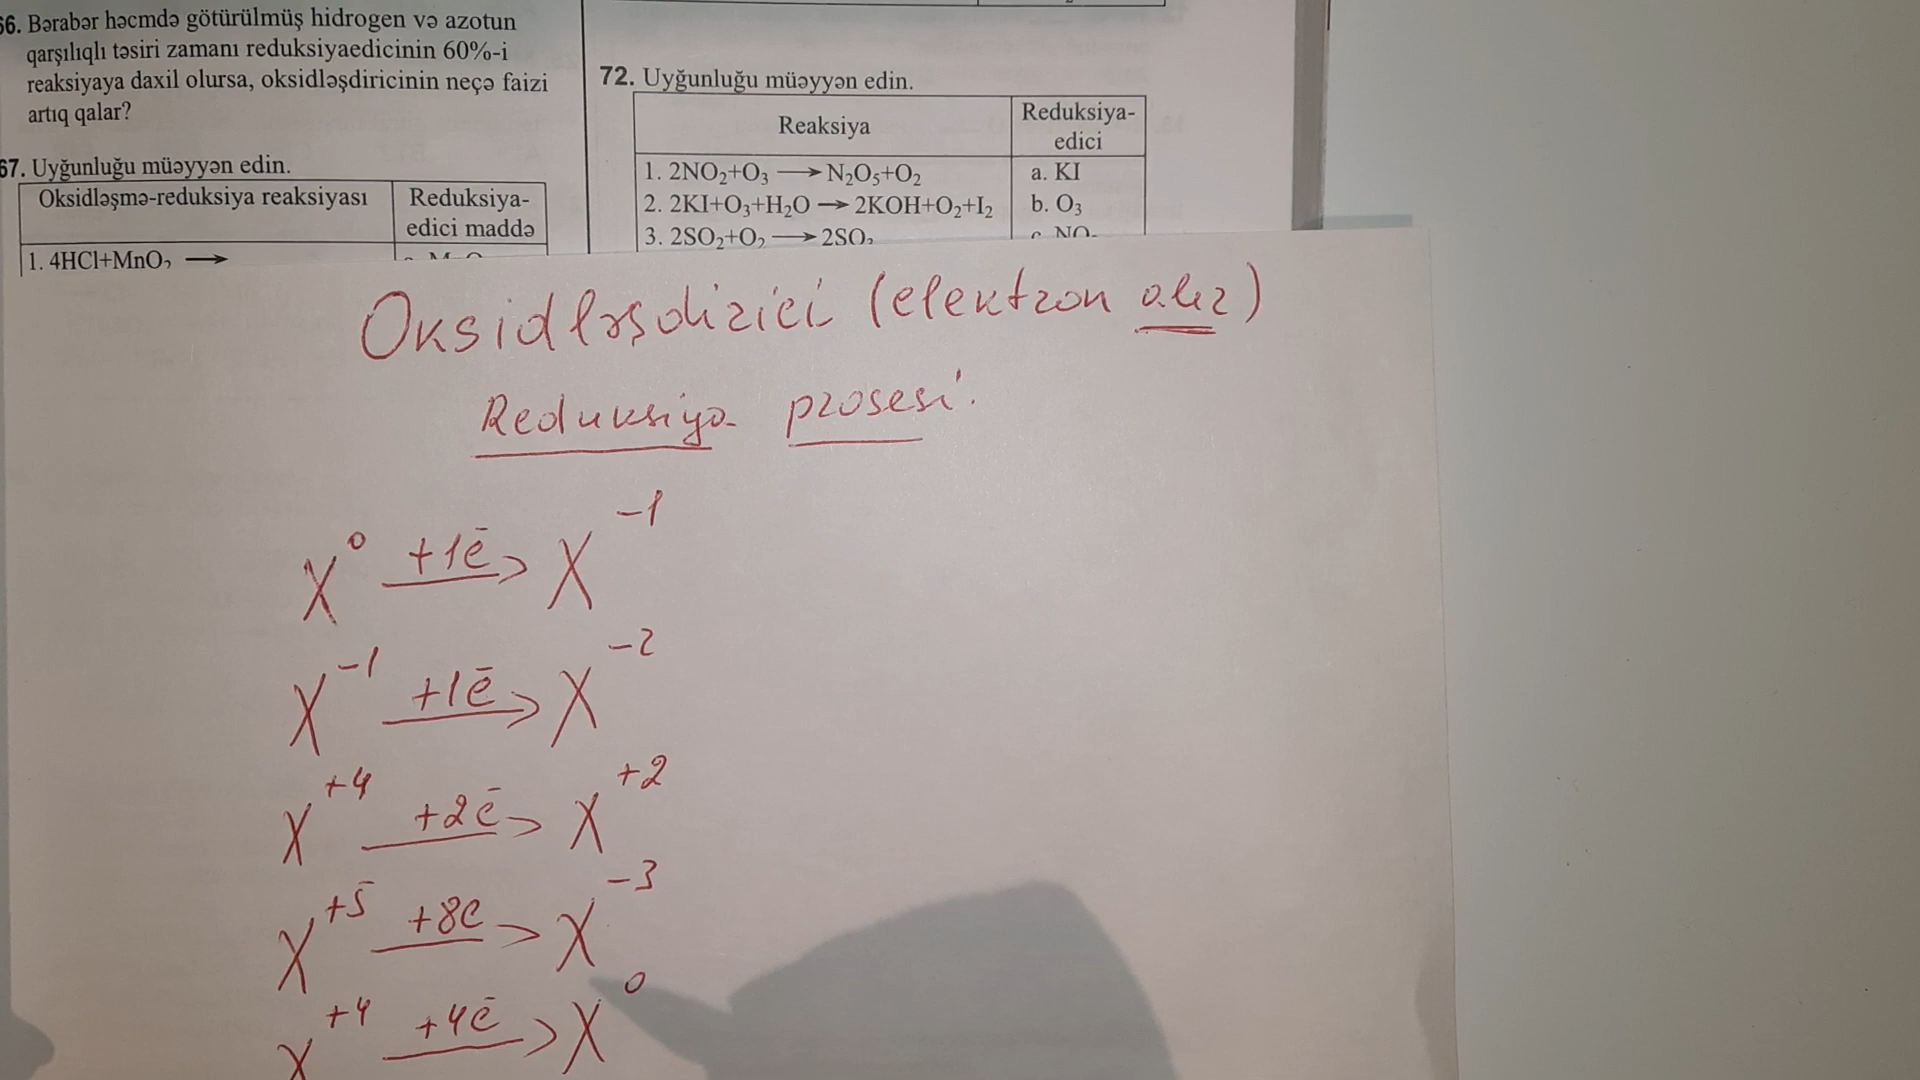 66. Bərabər həcmdə götürülmüş hidrogen və azotun
qarşılıqlı təsiri zamanı reduksiyaedicinin 60%-i
reaksiyaya daxil olursa, oksidləşdiricinin neçə faizi
artıq qalar?
67. Uyğunluğu müəyyən edin.
Oksidləşmə-reduksiya reaksiyası
Reduksiya-
edici maddə
1. 4HCl+MnO₂ →
72. Uyğunluğu müəyyən edin.
Reaksiya
Reduksiya-
edici
1. 2NO₂+O₃ → N₂O₅+O₂
a. KI
2. 2KI+O₃+H₂O → 2KOH+O₂+I₂
b. O₃
3. 2SO₂+O₂ → 2SO₃
c. NO₂
Oksidləşdirici (elektron alır)
Reduksiya prosesi.
X⁰ +1ē → X⁻¹
X⁻¹ +1ē → X⁻²
X⁺⁴ +2ē → X⁺²
X⁺⁵ +8e → X⁻³
X⁺⁴ +4ē → X⁰